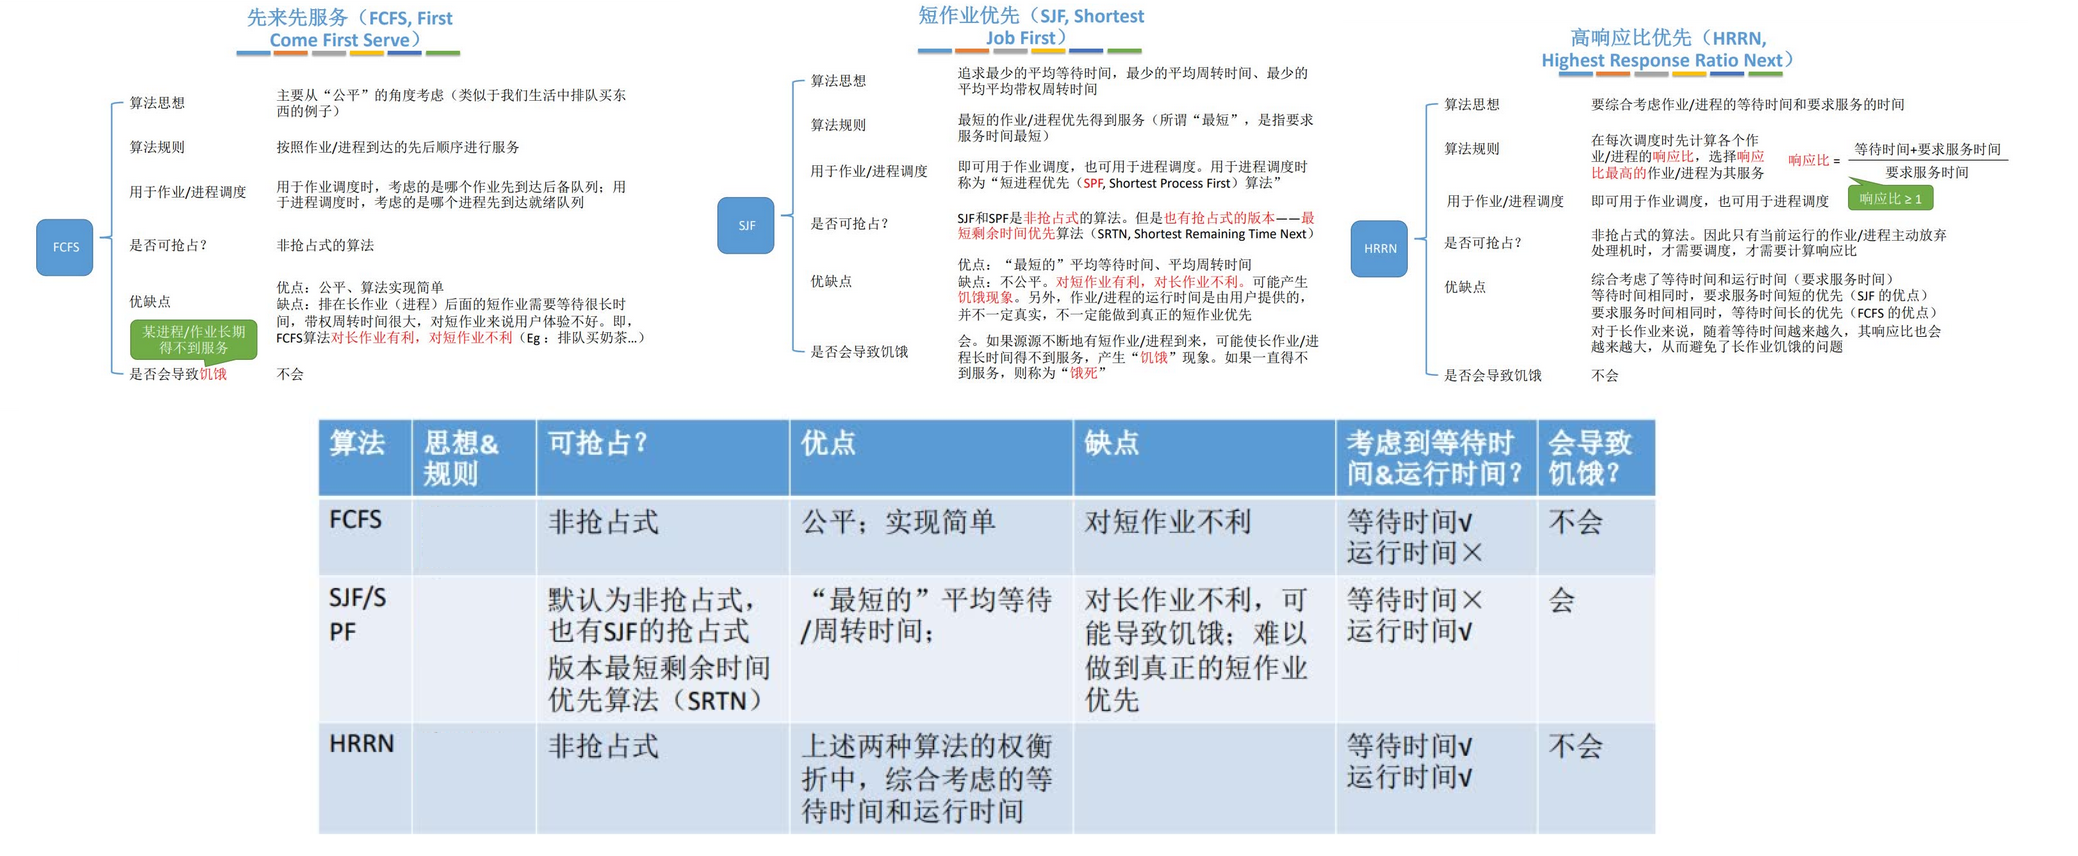 先来先服务（FCFS, First
Come First Serve）
FCFS
算法思想
主要从“公平”的角度考虑（类似于我们生活中排队买东
西的例子）
算法规则
按照作业/进程到达的先后顺序进行服务
用于作业/进程调度
用于作业调度时，考虑的是哪个作业先到达后备队列；用
于进程调度时，考虑的是哪个进程先到达就绪队列
是否可抢占？
非抢占式的算法
优缺点
优点：公平、算法实现简单
缺点：排在长作业（进程）后面的短作业需要等待很长时
间，带权周转时间很大，对短作业来说用户体验不好。即，
FCFS算法对长作业有利，对短作业不利（Eg：排队买奶茶...）
某进程/作业长期
得不到服务
是否会导致饥饿
不会
短作业优先（SJF, Shortest
Job First）
SJF
算法思想
追求最少的平均等待时间，最少的平均周转时间、最少的
平均平均带权周转时间
算法规则
最短的作业/进程优先得到服务（所谓“最短”，是指要求
服务时间最短）
用于作业/进程调度
即可用于作业调度，也可用于进程调度。用于进程调度时
称为“短进程优先（SPF, Shortest Process First）算法”
是否可抢占？
SJF和SPF是非抢占式的算法。但是也有抢占式的版本——最
短剩余时间优先算法（SRTN, Shortest Remaining Time Next）
优缺点
优点：“最短的”平均等待时间、平均周转时间
缺点：不公平。对短作业有利，对长作业不利。可能产生
饥饿现象。另外，作业/进程的运行时间是由用户提供的，
并不一定真实，不一定能做到真正的短作业优先
是否会导致饥饿
会。如果源源不断地有短作业/进程到来，可能使长作业/进
程长时间得不到服务，产生“饥饿”现象。如果一直得不
到服务，则称为“饿死”
高响应比优先（HRRN,
Highest Response Ratio Next）
HRRN
算法思想
要综合考虑作业/进程的等待时间和要求服务的时间
算法规则
在每次调度时先计算各个作
业/进程的响应比，选择响应
比最高的作业/进程为其服务
响应比 =
等待时间+要求服务时间
要求服务时间
响应比 ≥ 1
用于作业/进程调度
即可用于作业调度，也可用于进程调度
是否可抢占？
非抢占式的算法。因此只有当前运行的作业/进程主动放弃
处理机时，才需要调度，才需要计算响应比
优缺点
综合考虑了等待时间和运行时间（要求服务时间）
等待时间相同时，要求服务时间短的优先（SJF 的优点）
要求服务时间相同时，等待时间长的优先（FCFS 的优点）
对于长作业来说，随着等待时间越来越久，其响应比也会
越来越大，从而避免了长作业饥饿的问题
是否会导致饥饿
不会
算法
思想&
规则
可抢占？
优点
缺点
考虑到等待时
间&运行时间？
会导致
饥饿？
FCFS
非抢占式
公平；实现简单
对短作业不利
等待时间√
运行时间×
不会
SJF/S
PF
默认为非抢占式，
也有SJF的抢占式
版本最短剩余时间
优先算法（SRTN）
“最短的”平均等待
/周转时间；
对长作业不利，可
能导致饥饿；难以
做到真正的短作业
优先
等待时间×
运行时间√
会
HRRN
非抢占式
上述两种算法的权衡
折中，综合考虑的等
待时间和运行时间
等待时间√
运行时间√
不会